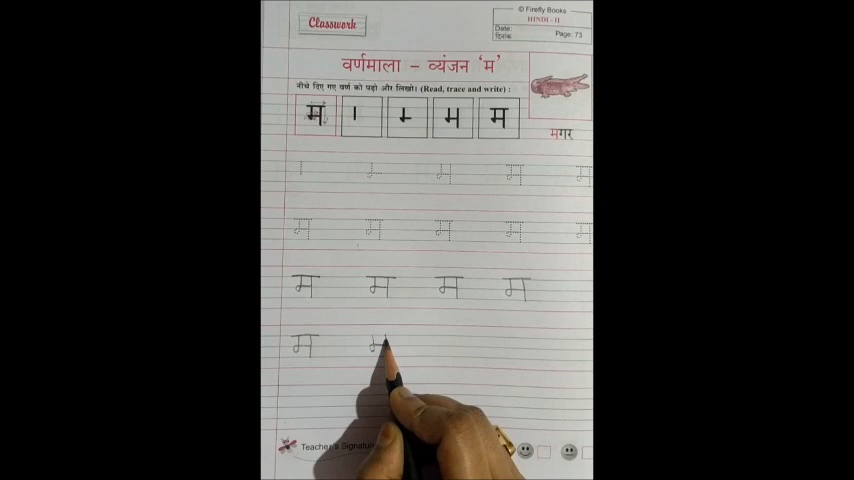 Classwork
© Firefly Books
HINDI - II
Date:
दिनांक
Page: 73
वर्णमाला – व्यंजन ‘म’
नीचे दिए गए वर्ण को पढ़ो और लिखो। (Read, trace and write) :
म म म
मगर
म म म
म म म म म
म म म म
म
Teacher's Signature